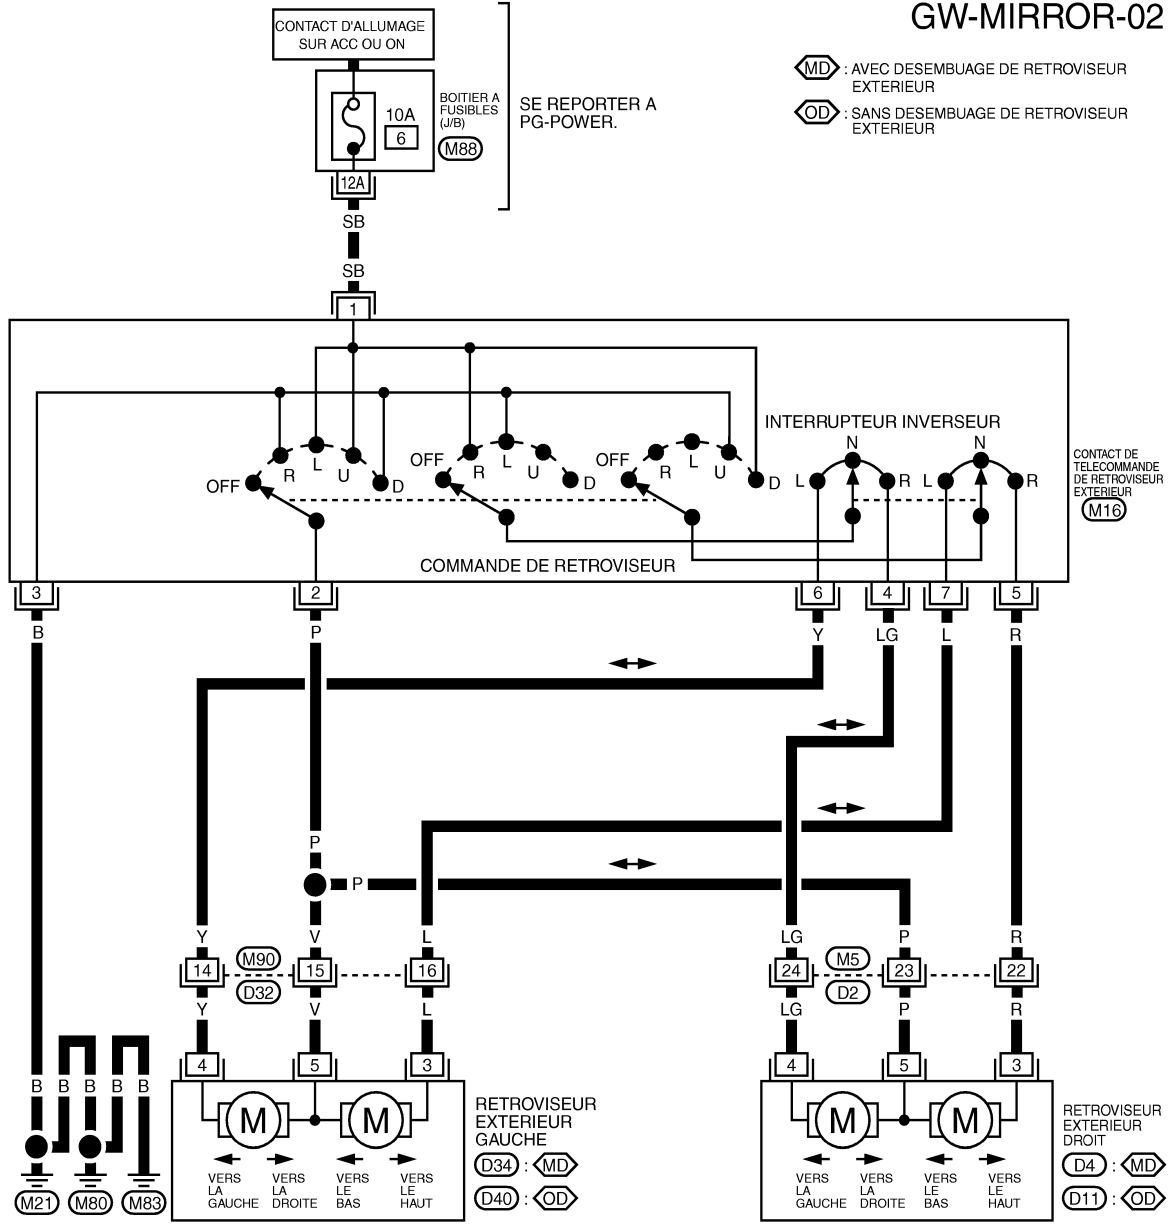 GW-MIRROR-02
CONTACT D'ALLUMAGE
SUR ACC OU ON
MD : AVEC DESEMBUAGE DE RETROVISEUR
EXTERIEUR
OD : SANS DESEMBUAGE DE RETROVISEUR
EXTERIEUR
BOITIER A
FUSIBLES
(J/B)
M88
10A
6
SE REPORTER A
PG-POWER.
12A
SB
SB
1
INTERRUPTEUR INVERSEUR
OFF R L U D
OFF R L U D
OFF R L U D
L N R
L N R
CONTACT DE
TELECOMMANDE
DE RETROVISEUR
EXTERIEUR
M16
COMMANDE DE RETROVISEUR
3 2 6 4 7 5
B P Y LG L R
P
P
Y V L LG P R
14 M90 15 16 24 M5 23 22
D32 D2
Y V L LG P R
4 5 3 4 5 3
B B B B B
M M M M
RETROVISEUR
EXTERIEUR
GAUCHE
D34 : MD
D40 : OD
RETROVISEUR
EXTERIEUR
DROIT
D4 : MD
D11 : OD
VERS
LA
GAUCHE
VERS
LA
DROITE
VERS
LE
BAS
VERS
LE
HAUT
VERS
LA
GAUCHE
VERS
LA
DROITE
VERS
LE
BAS
VERS
LE
HAUT
M21 M80 M83